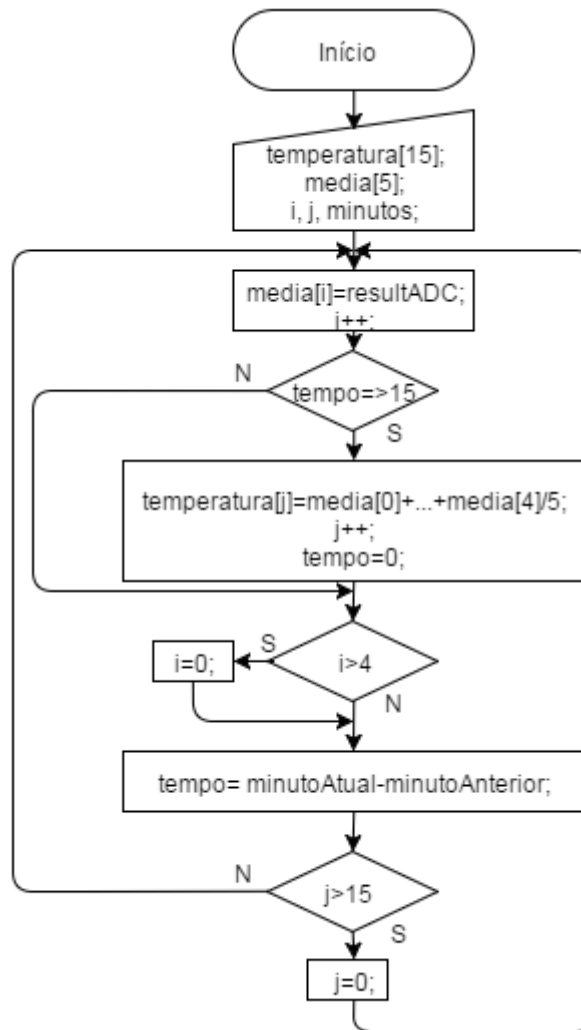 Início
temperatura[15];
media[5];
i, j, minutos;
media[i]=resultADC;
i++;
N
tempo=>15
S
temperatura[j]=media[0]+...+media[4]/5;
j++;
tempo=0;
S
i=0;
i>4
N
tempo= minutoAtual-minutoAnterior;
N
j>15
S
j=0;